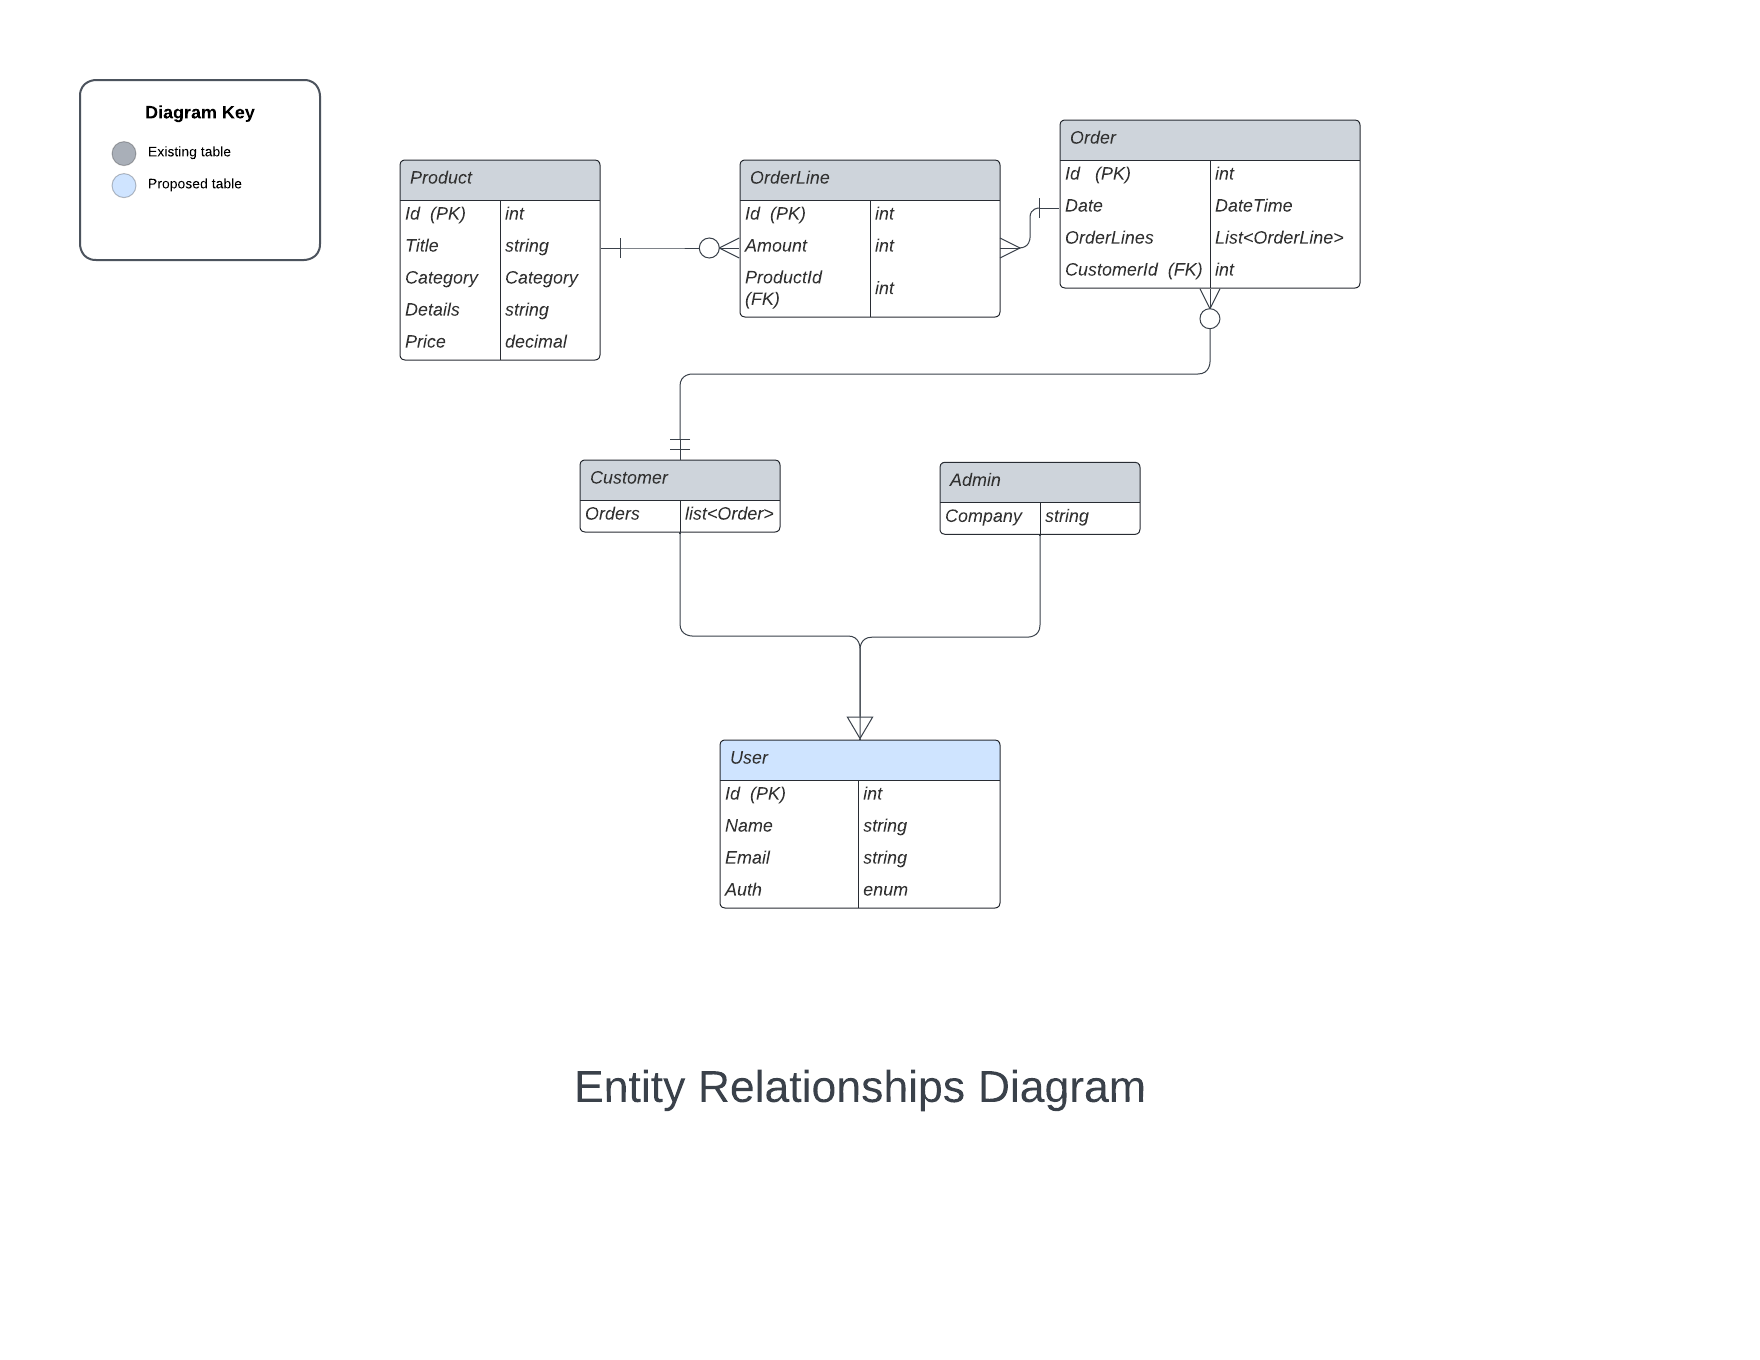 Diagram Key
Existing table
Proposed table
Product
Id (PK) int
Title string
Category Category
Details string
Price decimal
OrderLine
Id (PK) int
Amount int
ProductId
(FK) int
Order
Id (PK) int
Date DateTime
OrderLines List<OrderLine>
CustomerId (FK) int
Customer
Orders list<Order>
Admin
Company string
User
Id (PK) int
Name string
Email string
Auth enum
Entity Relationships Diagram